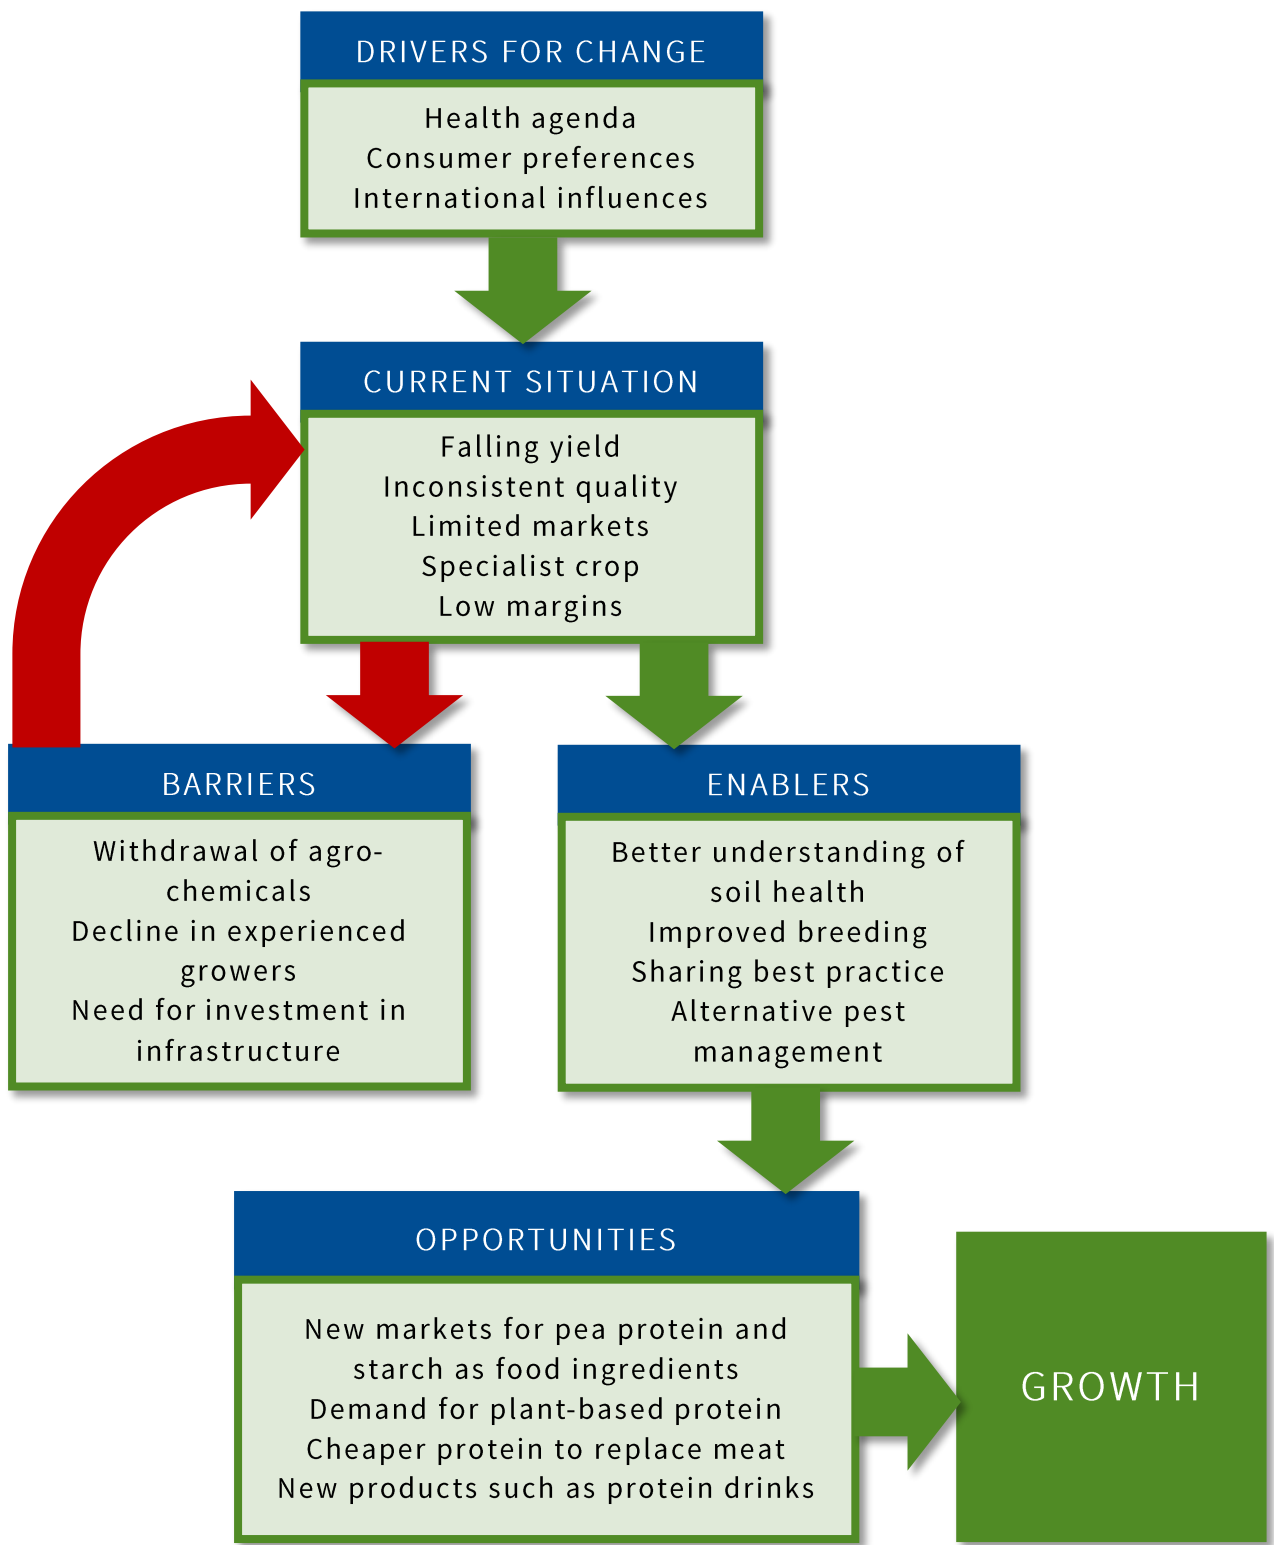 DRIVERS FOR CHANGE
Health agenda
Consumer preferences
International influences
CURRENT SITUATION
Falling yield
Inconsistent quality
Limited markets
Specialist crop
Low margins
BARRIERS
Withdrawal of agro-
chemicals
Decline in experienced
growers
Need for investment in
infrastructure
ENABLERS
Better understanding of
soil health
Improved breeding
Sharing best practice
Alternative pest
management
OPPORTUNITIES
New markets for pea protein and
starch as food ingredients
Demand for plant-based protein
Cheaper protein to replace meat
New products such as protein drinks
GROWTH